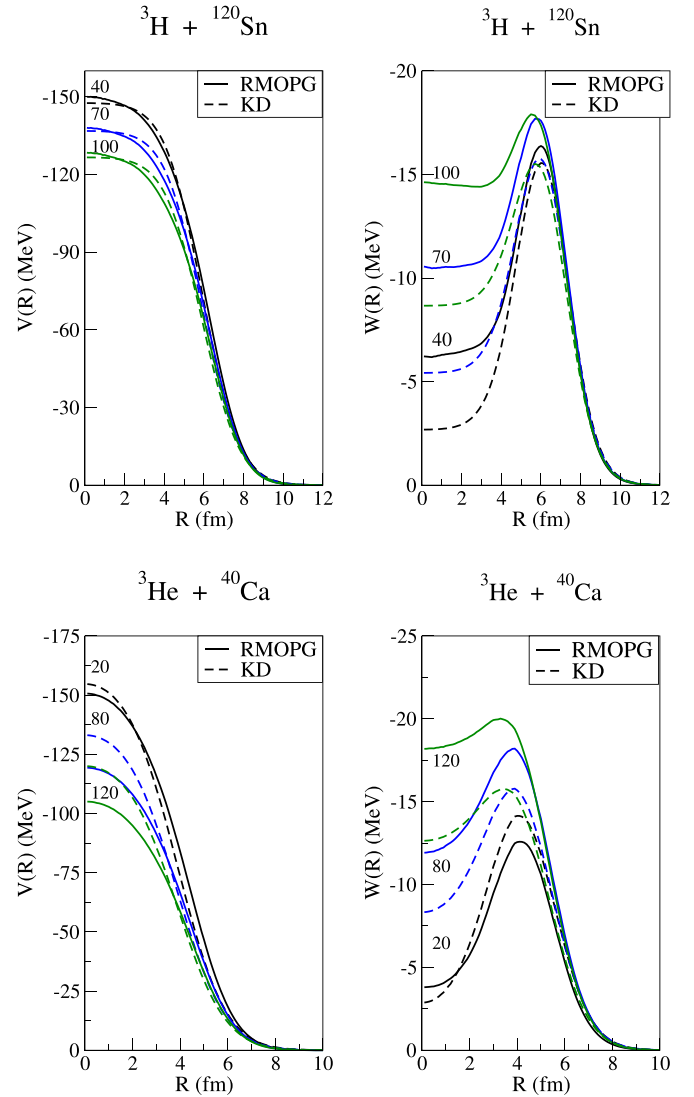 ³H + ¹²⁰Sn
-150
-120
-90
-60
-30
0
V(R) (MeV)
40
70
100
RMOPG
KD
0 2 4 6 8 10 12
R (fm)
³H + ¹²⁰Sn
-20
-15
-10
-5
0
W(R) (MeV)
100
70
40
RMOPG
KD
0 2 4 6 8 10 12
R (fm)
³He + ⁴⁰Ca
-175
-150
-125
-100
-75
-50
-25
0
V(R) (MeV)
20
80
120
RMOPG
KD
0 2 4 6 8 10
R (fm)
³He + ⁴⁰Ca
-25
-20
-15
-10
-5
0
W(R) (MeV)
120
80
20
RMOPG
KD
0 2 4 6 8 10
R (fm)